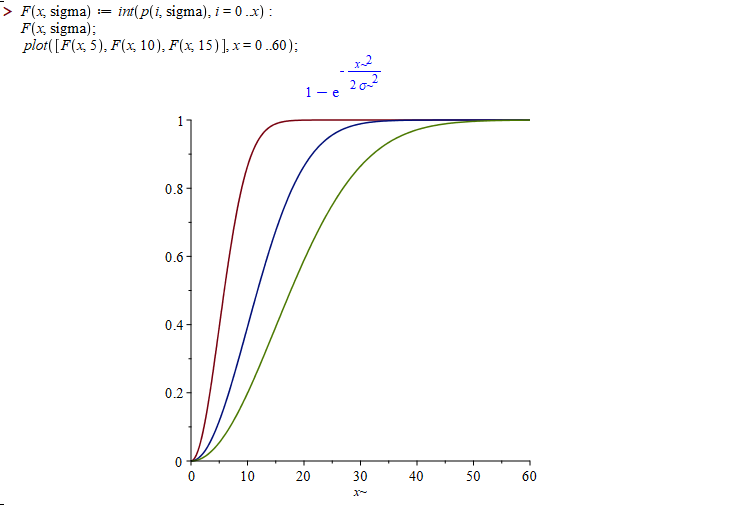 > F(x, sigma) := int(p(i, sigma), i = 0 ..x) :
F(x, sigma);
plot([F(x, 5), F(x, 10), F(x, 15)], x = 0 ..60);
1 − e^(-x~2/2 σ~2)
1
0.8
0.6
0.4
0.2
0
0 10 20 30 40 50 60
x~